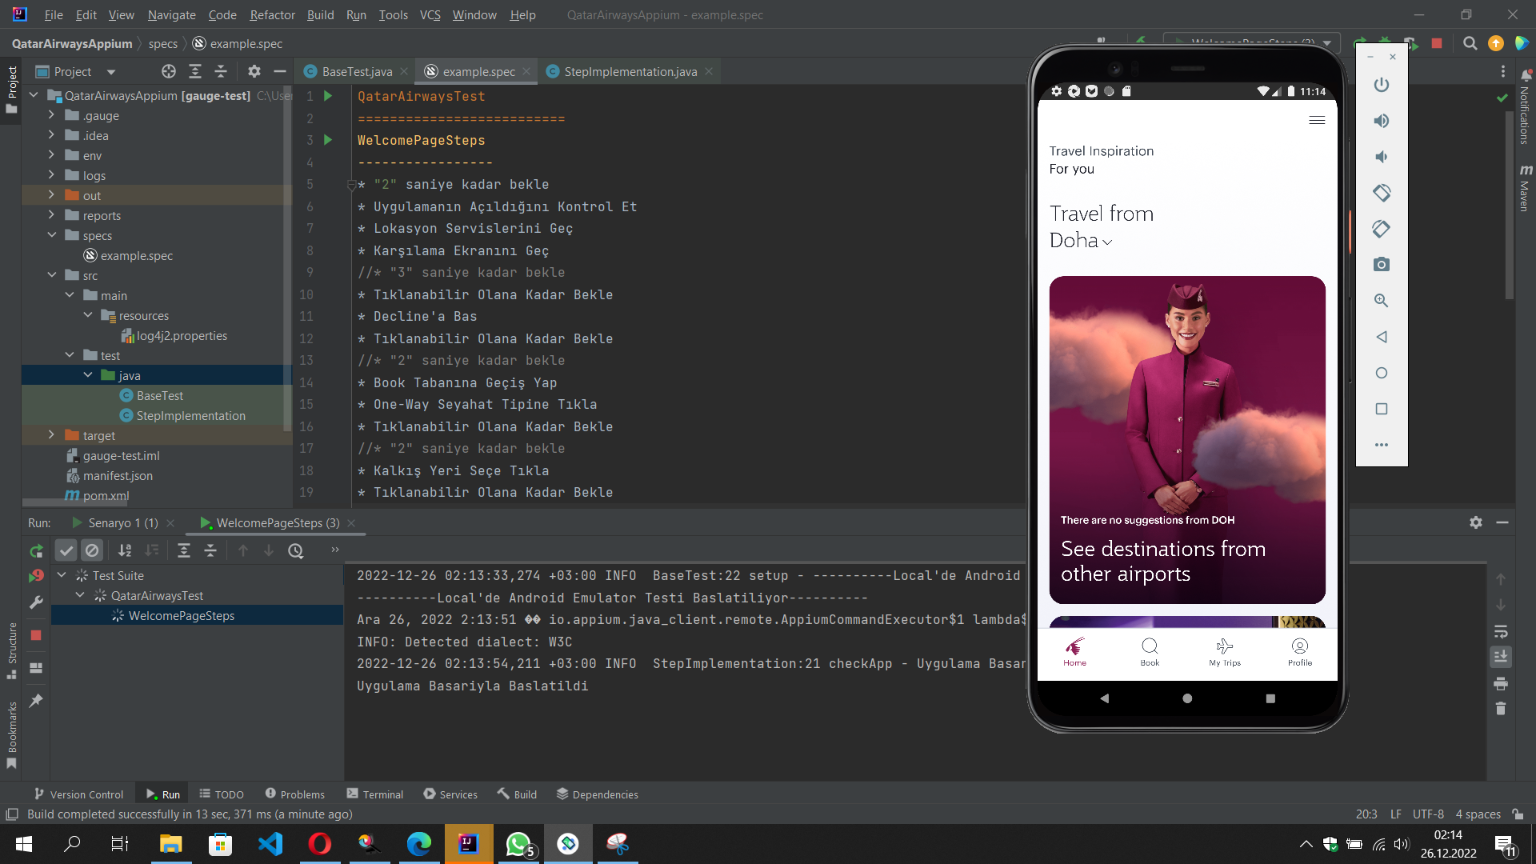 File Edit View Navigate Code Refactor Build Run Tools VCS Window Help QatarAirwaysAppium - example.spec
QatarAirwaysAppium specs example.spec
Project
BaseTest.java example.spec StepImplementation.java
Project
Notifications
Maven
Structure
Bookmarks
QatarAirwaysAppium [gauge-test]
.gauge
.idea
env
logs
out
reports
specs
example.spec
src
main
resources
log4j2.properties
test
java
BaseTest
StepImplementation
target
gauge-test.iml
manifest.json
pom.xml
1 QatarAirwaysTest
2 ==========================
3 WelcomePageSteps
4 -----------------
5 * "2" saniye kadar bekle
6 * Uygulamanın Açıldığını Kontrol Et
7 * Lokasyon Servislerini Geç
8 * Karşılama Ekranını Geç
9 //* "3" saniye kadar bekle
10 * Tıklanabilir Olana Kadar Bekle
11 * Decline'a Bas
12 * Tıklanabilir Olana Kadar Bekle
13 //* "2" saniye kadar bekle
14 * Book Tabanına Geçiş Yap
15 * One-Way Seyahat Tipine Tıkla
16 * Tıklanabilir Olana Kadar Bekle
17 //* "2" saniye kadar bekle
18 * Kalkış Yeri Seçe Tıkla
19 * Tıklanabilir Olana Kadar Bekle
11:14
Travel Inspiration
For you
Travel from
Doha
There are no suggestions from DOH
See destinations from
other airports
Home Book My Trips Profile
Run: Senaryo 1 (1) WelcomePageSteps (3)
Test Suite
QatarAirwaysTest
WelcomePageSteps
2022-12-26 02:13:33,274 +03:00 INFO BaseTest:22 setup - ----------Local'de Android
----------Local'de Android Emulator Testi Baslatiliyor----------
Ara 26, 2022 2:13:51 �� io.appium.java_client.remote.AppiumCommandExecutor$1 lambda$
INFO: Detected dialect: W3C
2022-12-26 02:13:54,211 +03:00 INFO StepImplementation:21 checkApp - Uygulama Basar
Uygulama Basariyla Baslatildi
Version Control Run TODO Problems Terminal Services Build Dependencies
Build completed successfully in 13 sec, 371 ms (a minute ago) 20:3 LF UTF-8 4 spaces
5
02:14
26.12.2022
11